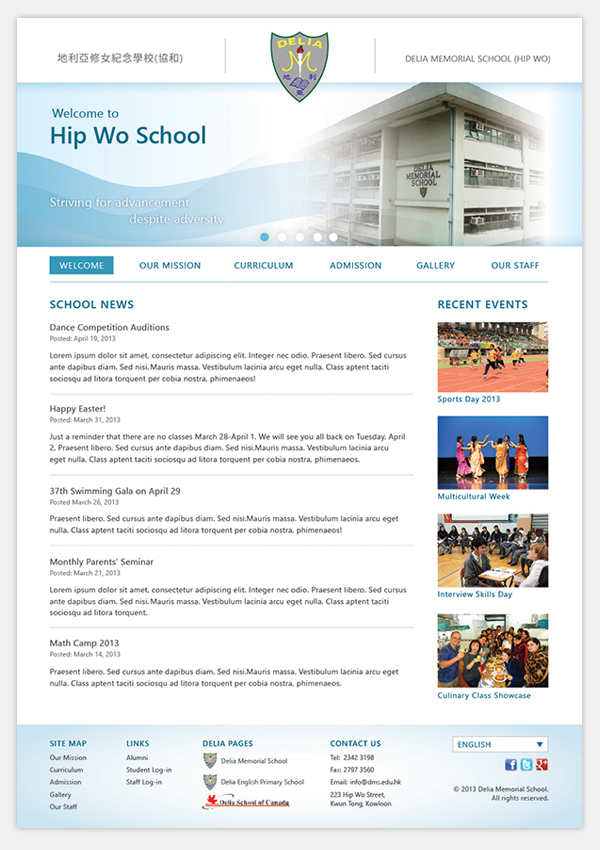 地利亞修女紀念學校(協和)
DELIA
地 利
DELIA MEMORIAL SCHOOL (HIP WO)
Welcome to
Hip Wo School
Striving for advancement
despite adversity
DELIA
MEMORIAL
SCHOOL
WELCOME
OUR MISSION
CURRICULUM
ADMISSION
GALLERY
OUR STAFF
SCHOOL NEWS
Dance Competition Auditions
Posted: April 19, 2013
Lorem ipsum dolor sit amet, consectetur adipiscing elit. Integer nec odio. Praesent libero. Sed cursus
ante dapibus diam. Sed nisi.Mauris massa. Vestibulum lacinia arcu eget nulla. Class aptent taciti
sociosqu ad litora torquent per cobia nostra, phimenaeos!
Happy Easter!
Posted: March 31, 2013
Just a reminder that there are no classes March 28-April 1. We will see you all back on Tuesday, April
2. Praesent libero. Sed cursus ante dapibus diam. Sed nisi.Mauris massa. Vestibulum lacinia arcu
eget nulla. Class aptent taciti sociosqu ad litora torquent per cobia nostra, phimenaeos.
37th Swimming Gala on April 29
Posted March 26, 2013
Praesent libero. Sed cursus ante dapibus diam. Sed nisi.Mauris massa. Vestibulum lacinia arcu eget
nulla. Class aptent taciti sociosqu ad litora torquent per cobia nostra, phimenaeos!
Monthly Parents' Seminar
Posted: March 21, 2013
Lorem ipsum dolor sit amet, consectetur adipiscing elit. Integer nec odio. Praesent libero. Sed cursus
ante dapibus diam. Sed nisi.Mauris massa. Vestibulum lacinia arcu eget nulla. Class aptent taciti
sociosqu ad litora torquent.
Math Camp 2013
Posted: March 14, 2013
Praesent libero. Sed cursus ante dapibus diam. Sed nisi.Mauris massa. Vestibulum lacinia arcu eget
nulla. Class aptent taciti sociosqu ad litora torquent per cobia nostra, phimenaeos.
RECENT EVENTS
Sports Day 2013
Multicultural Week
Interview Skills Day
Culinary Class Showcase
SITE MAP
Our Mission
Curriculum
Admission
Gallery
Our Staff
LINKS
Alumni
Student Log-in
Staff Log-in
DELIA PAGES
Delia Memorial School
Delia English Primary School
Delia School of Canada
CONTACT US
Tel: 2342 3198
Fax: 2797 3560
Email: info@dms.edu.hk
223 Hip Wo Street,
Kwun Tong, Kowloon
ENGLISH
© 2013 Delia Memorial School.
All rights reserved.